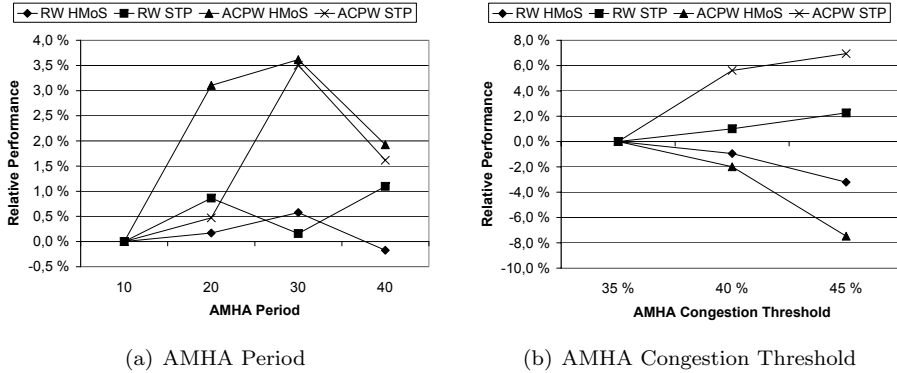 RW HMoS RW STP ACPW HMoS ACPW STP
4,0 %
3,5 %
3,0 %
2,5 %
2,0 %
1,5 %
1,0 %
0,5 %
0,0 %
-0,5 %
Relative Performance
10 20 30 40
AMHA Period
(a) AMHA Period
RW HMoS RW STP ACPW HMoS ACPW STP
8,0 %
6,0 %
4,0 %
2,0 %
0,0 %
-2,0 %
-4,0 %
-6,0 %
-8,0 %
-10,0 %
Relative Performance
35 % 40 % 45 %
AMHA Congestion Threshold
(b) AMHA Congestion Threshold